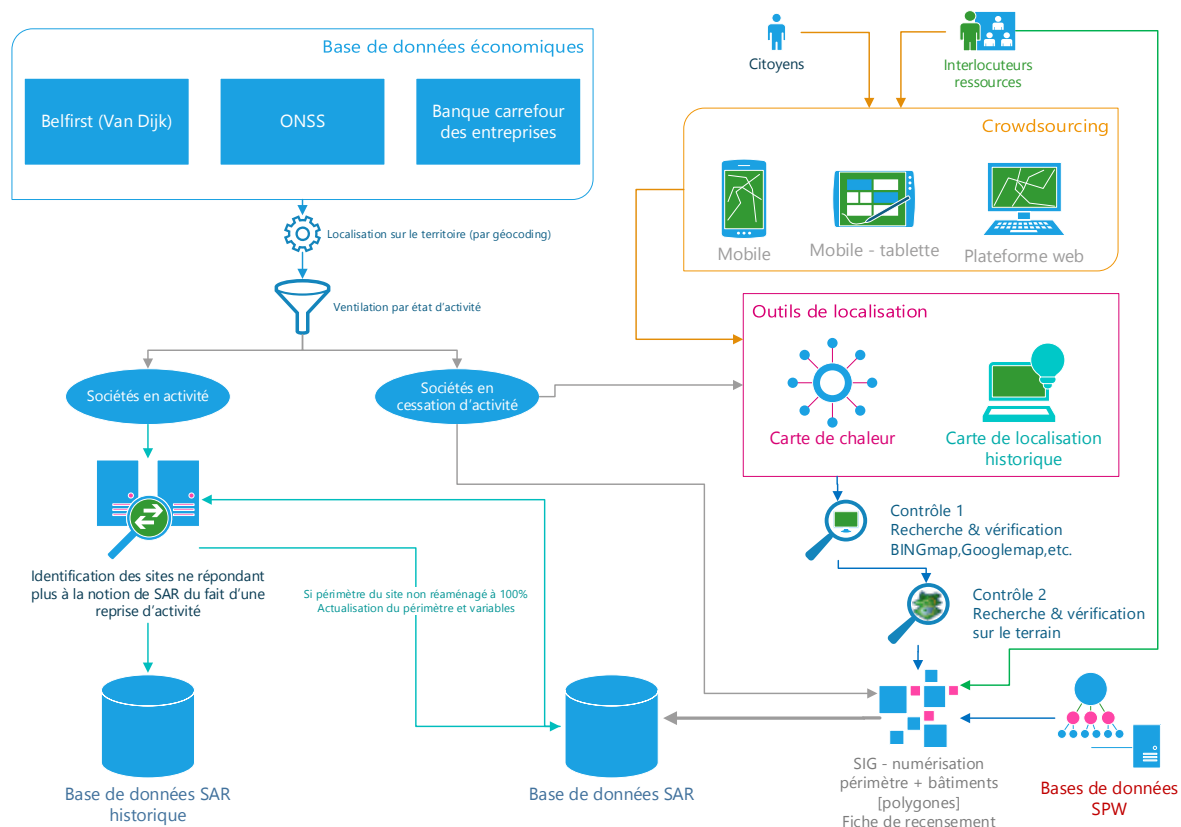 Base de données économiques
Belfirst (Van Dijk)
ONSS
Banque carrefour
des entreprises
Localisation sur le territoire (par géocoding)
Ventilation par état d'activité
Sociétés en activité
Sociétés en
cessation d'activité
Identification des sites ne répondant
plus à la notion de SAR du fait d'une
reprise d'activité
Si périmètre du site non réaménagé à 100%
Actualisation du périmètre et variables
Base de données SAR
historique
Base de données SAR
Citoyens
Interlocuteurs
ressources
Crowdsourcing
Mobile
Mobile - tablette
Plateforme web
Outils de localisation
Carte de chaleur
Carte de localisation
historique
Contrôle 1
Recherche & vérification
BINGmap,Googlemap,etc.
Contrôle 2
Recherche & vérification
sur le terrain
SIG - numérisation
périmètre + bâtiments
[polygones]
Fiche de recensement
Bases de données
SPW